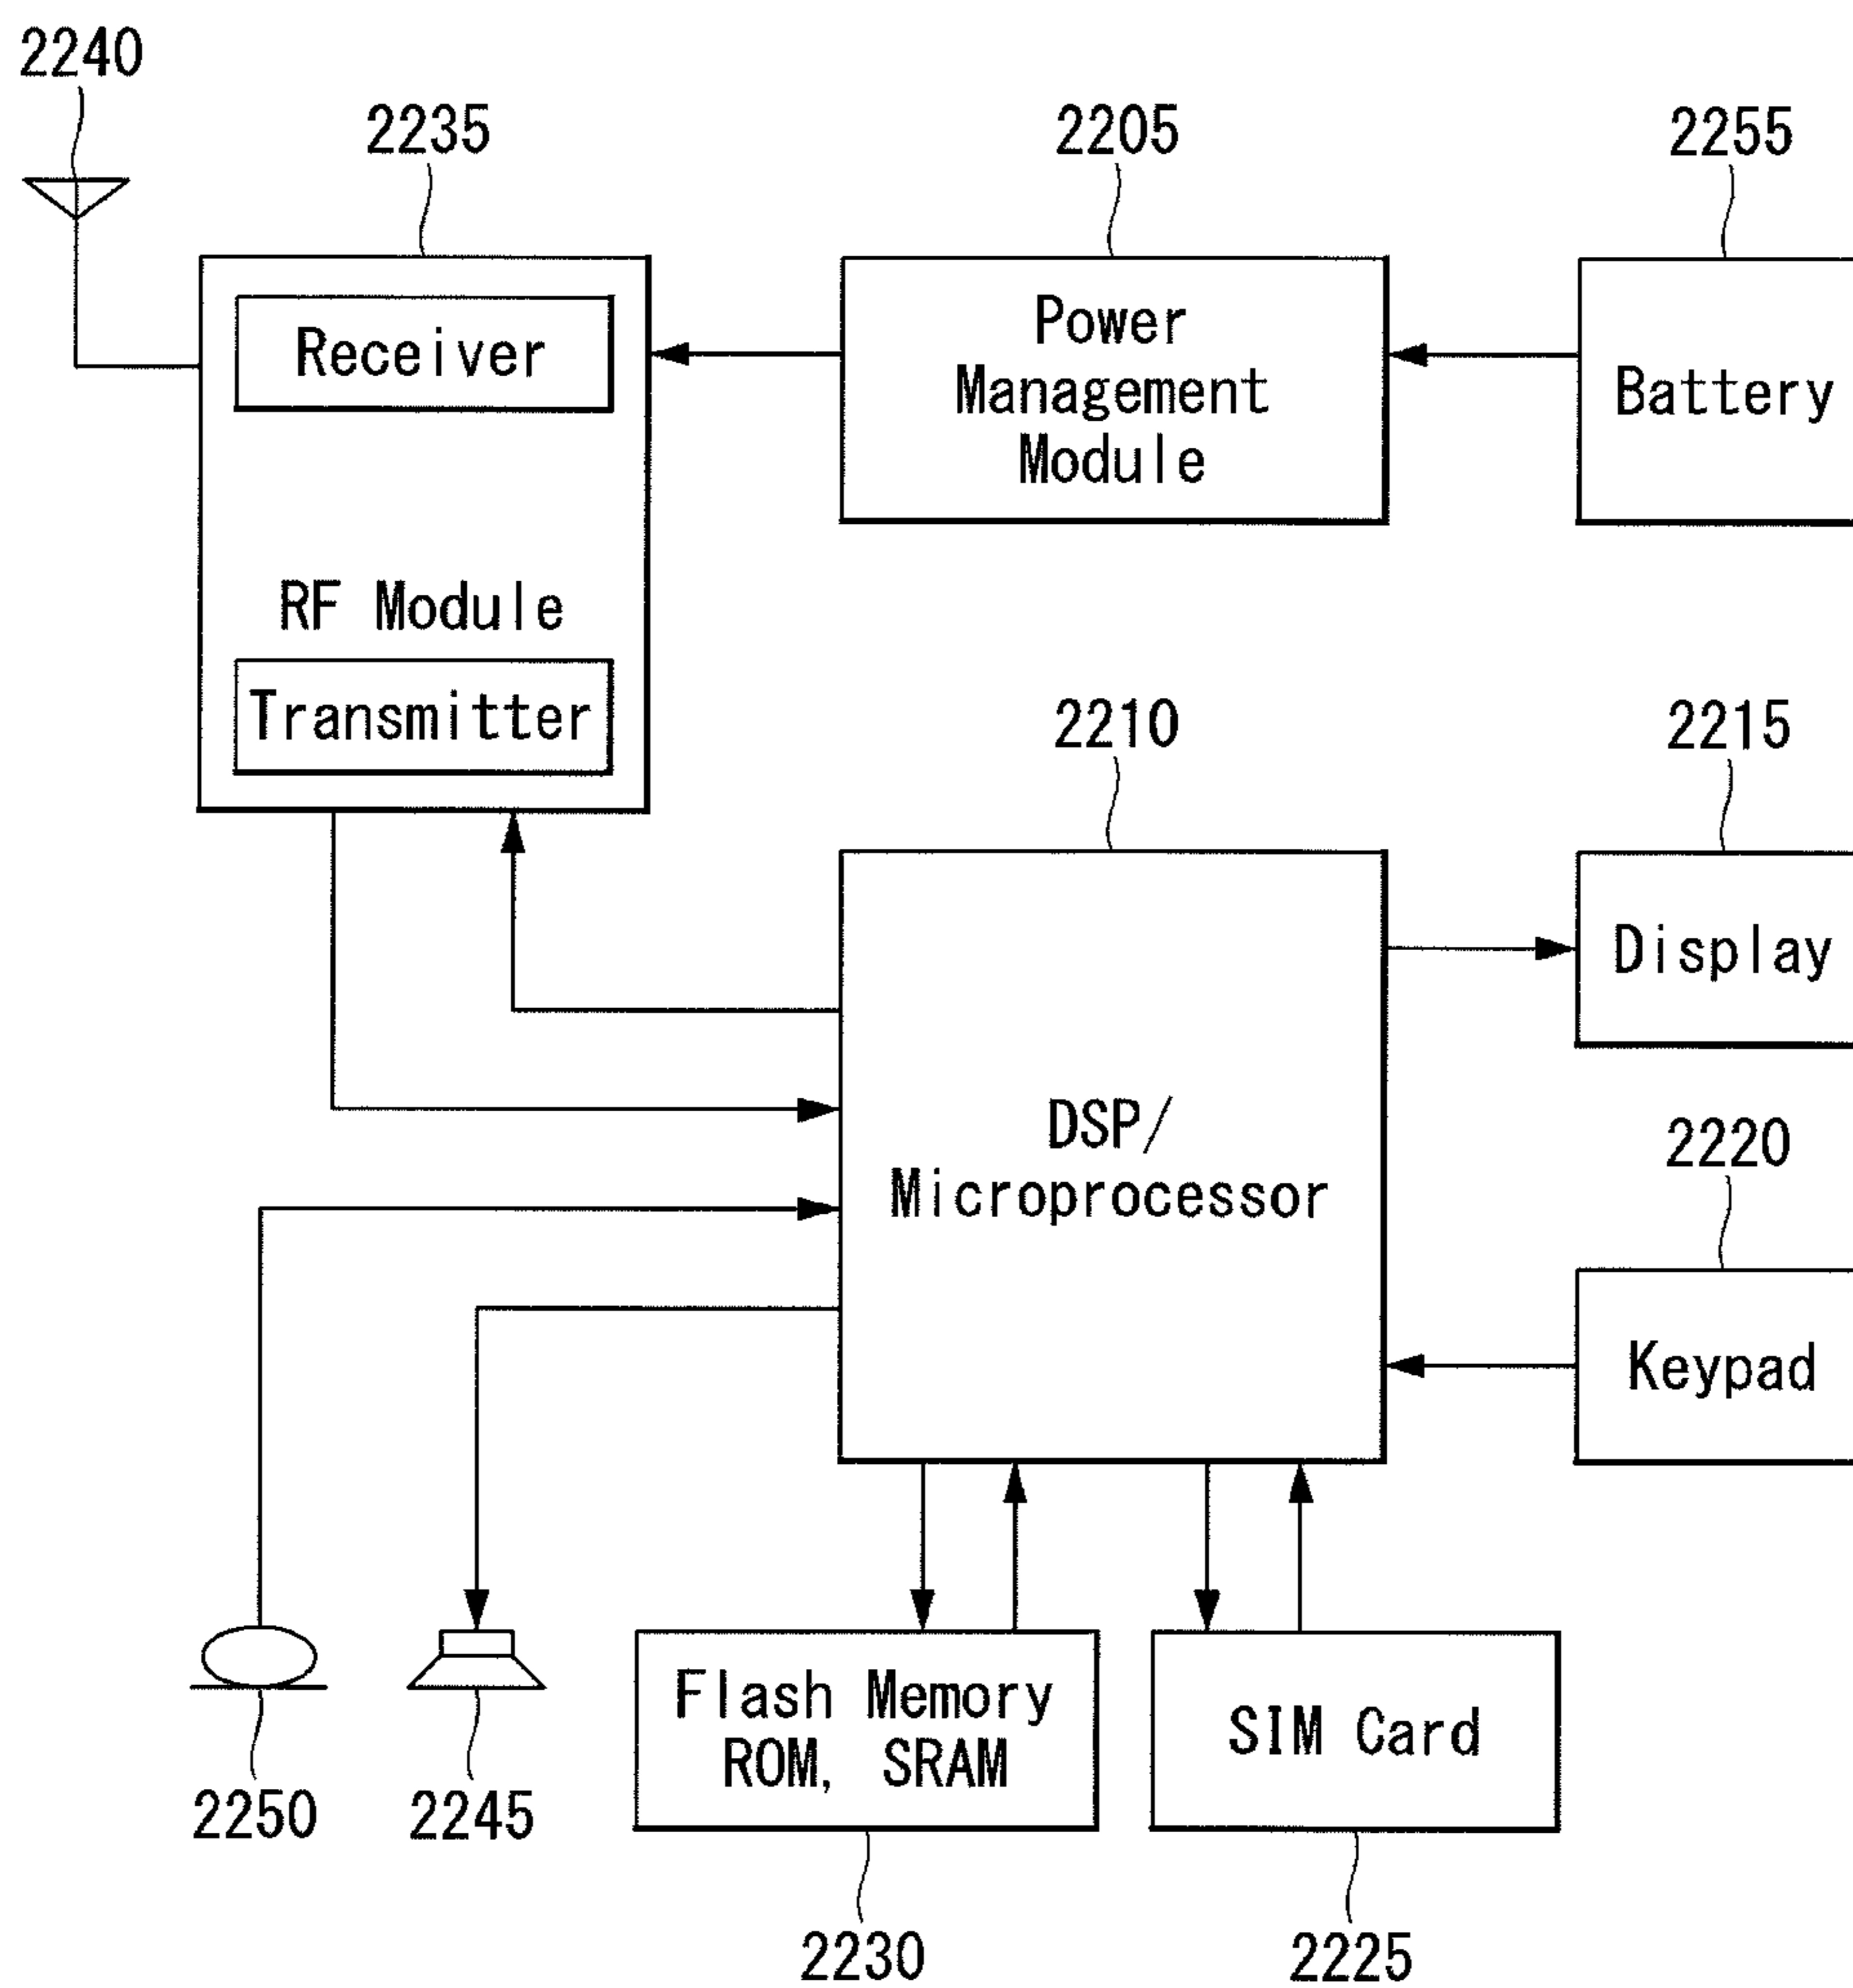 2240
2235
2205
2255
Receiver
RF Module
Transmitter
Power
Management
Module
Battery
2210
2215
DSP/
Microprocessor
Display
2220
Keypad
Flash Memory
ROM, SRAM
SIM Card
2250
2245
2230
2225